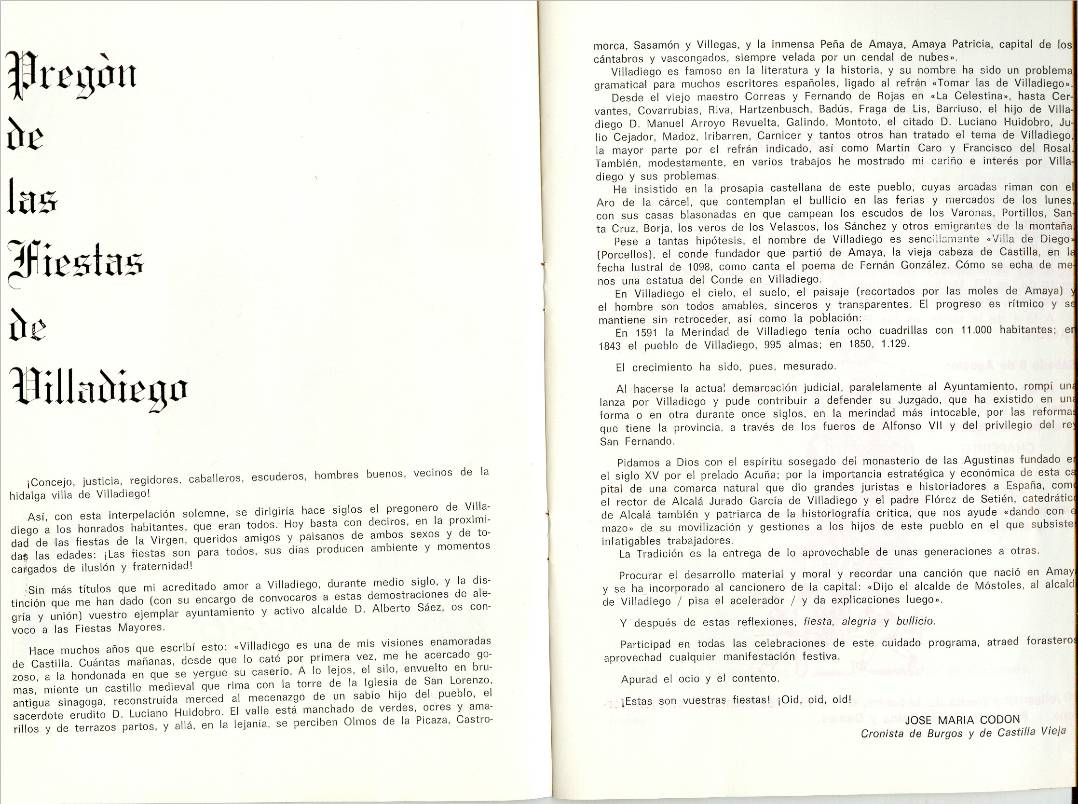 Pregòn
de
las
Fiestas
de
Villadiego
¡Concejo, justicia, regidores, caballeros, escuderos, hombres buenos, vecinos de la
hidalga villa de Villadiego!
Así, con esta interpelación solemne, se dirigiría hace siglos el pregonero de Villa-
diego a los honrados habitantes, que eran todos. Hoy basta con deciros, en la proximi-
dad de las fiestas de la Virgen, queridos amigos y paisanos de ambos sexos y de to-
das las edades: ¡Las fiestas son para todos, sus días producen ambiente y momentos
cargados de ilusión y fraternidad!
Sin más títulos que mi acreditado amor a Villadiego, durante medio siglo, y la dis-
tinción que me han dado (con su encargo de convocaros a estas demostraciones de ale-
gría y unión) vuestro ejemplar ayuntamiento y activo alcalde D. Alberto Sáez, os con-
voco a las Fiestas Mayores.
Hace muchos años que escribí esto: «Villadiego es una de mis visiones enamoradas
de Castilla. Cuántas mañanas, desde que lo caté por primera vez, me he acercado go-
zoso, a la hondonada en que se yergue su caserío. A lo lejos, el silo, envuelto en bru-
mas, miente un castillo medieval que rima con la torre de la Iglesia de San Lorenzo,
antigua sinagoga, reconstruida merced al mecenazgo de un sabio hijo del pueblo, el
sacerdote erudito D. Luciano Huidobro. El valle está manchado de verdes, ocres y ama-
rillos y de terrazos partos, y allá, en la lejanía, se perciben Olmos de la Picaza, Castro-
morca, Sasamón y Villegas, y la inmensa Peña de Amaya, Amaya Patricia, capital de los
cántabros y vascongados, siempre velada por un cendal de nubes».
Villadiego es famoso en la literatura y la historia, y su nombre ha sido un problema
gramatical para muchos escritores españoles, ligado al refrán «Tomar las de Villadiego».
Desde el viejo maestro Correas y Fernando de Rojas en «La Celestina», hasta Cer-
vantes, Covarrubias, Riva, Hartzenbusch, Badús, Fraga de Lis, Barriuso, el hijo de Villa-
diego D. Manuel Arroyo Revuelta, Galindo, Montoto, el citado D. Luciano Huidobro, Ju-
lio Cejador, Madoz, Iribarren, Carnicer y tantos otros han tratado el tema de Villadiego,
la mayor parte por el refrán indicado, así como Martín Caro y Francisco del Rosal.
También, modestamente, en varios trabajos he mostrado mi cariño e interés por Villa-
diego y sus problemas.
He insistido en la prosapia castellana de este pueblo, cuyas arcadas riman con el
Aro de la cárcel, que contemplan el bullicio en las ferias y mercados de los lunes,
con sus casas blasonadas en que campean los escudos de los Varonas, Portillos, San-
ta Cruz, Borja, los veros de los Velascos, los Sánchez y otros emigrantes de la montaña.
Pese a tantas hipótesis, el nombre de Villadiego es sencillamente «Villa de Diego»
(Porcellos), el conde fundador que partió de Amaya, la vieja cabeza de Castilla, en la
fecha lustral de 1098, como canta el poema de Fernán González. Cómo se echa de me-
nos una estatua del Conde en Villadiego.
En Villadiego el cielo, el suelo, el paisaje (recortados por las moles de Amaya) y
el hombre son todos amables, sinceros y transparentes. El progreso es rítmico y se
mantiene sin retroceder, así como la población:
En 1591 la Merindad de Villadiego tenía ocho cuadrillas con 11.000 habitantes; en
1843 el pueblo de Villadiego, 995 almas; en 1850, 1.129.
El crecimiento ha sido, pues, mesurado.
Al hacerse la actual demarcación judicial, paralelamente al Ayuntamiento, rompí una
lanza por Villadiego y pude contribuir a defender su Juzgado, que ha existido en una
forma o en otra durante once siglos, en la merindad más intocable, por las reformas
que tiene la provincia, a través de los fueros de Alfonso VII y del privilegio del rey
San Fernando.
Pidamos a Dios con el espíritu sosegado del monasterio de las Agustinas fundado e
el siglo XV por el prelado Acuña; por la importancia estratégica y económica de esta ca
pital de una comarca natural que dio grandes juristas e historiadores a España, com
el rector de Alcalá Jurado García de Villadiego y el padre Flórez de Setién, catedrátic
de Alcalá también y patriarca de la historiografía crítica, que nos ayude «dando con e
mazo» de su movilización y gestiones a los hijos de este pueblo en el que subsiste
infatigables trabajadores.
La Tradición es la entrega de lo aprovechable de unas generaciones a otras.
Procurar el desarrollo material y moral y recordar una canción que nació en Amay
y se ha incorporado al cancionero de la capital: «Dijo el alcalde de Móstoles, al alcald
de Villadiego / pisa el acelerador / y da explicaciones luego».
Y después de estas reflexiones, fiesta, alegría y bullicio.
Participad en todas las celebraciones de este cuidado programa, atraed forastero
aprovechad cualquier manifestación festiva.
Apurad el ocio y el contento.
¡Estas son vuestras fiestas! ¡Oid, oid, oid!
JOSE MARIA CODON
Cronista de Burgos y de Castilla Vieja